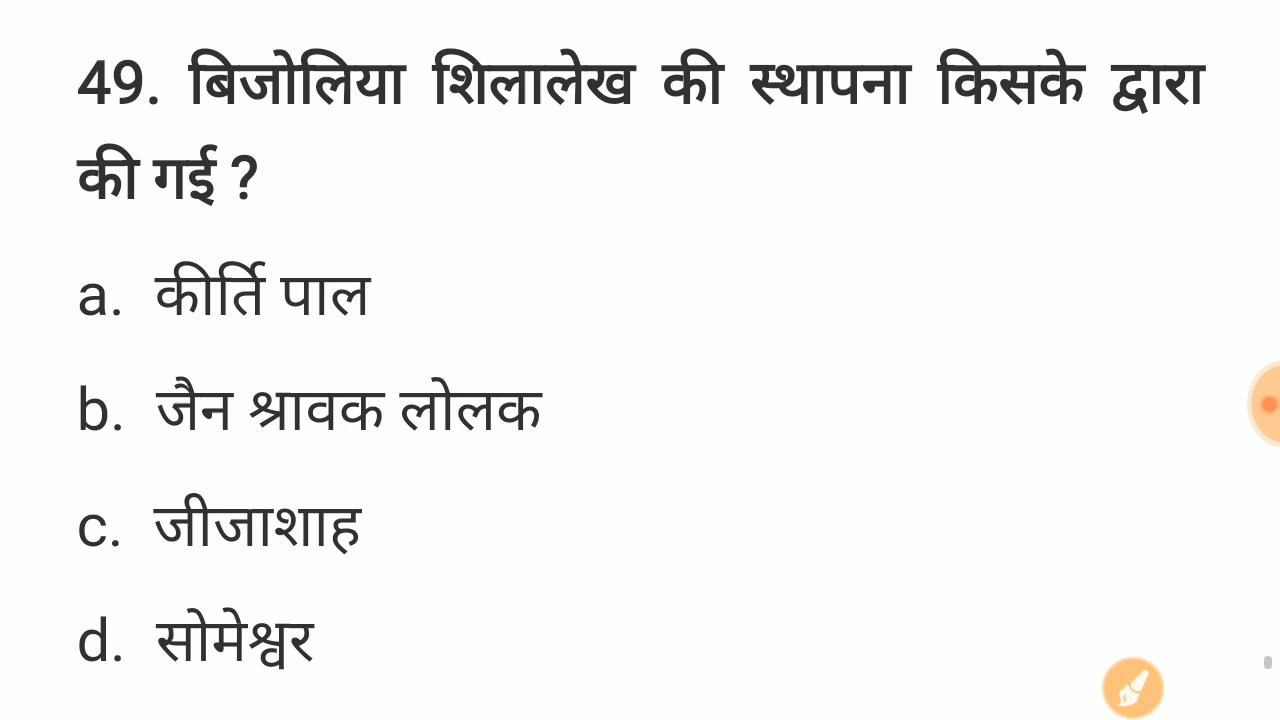 49. बिजोलिया शिलालेख की स्थापना किसके द्वारा
की गई ?
a. कीर्ति पाल
b. जैन श्रावक लोलक
c. जीजाशाह
d. सोमेश्वर